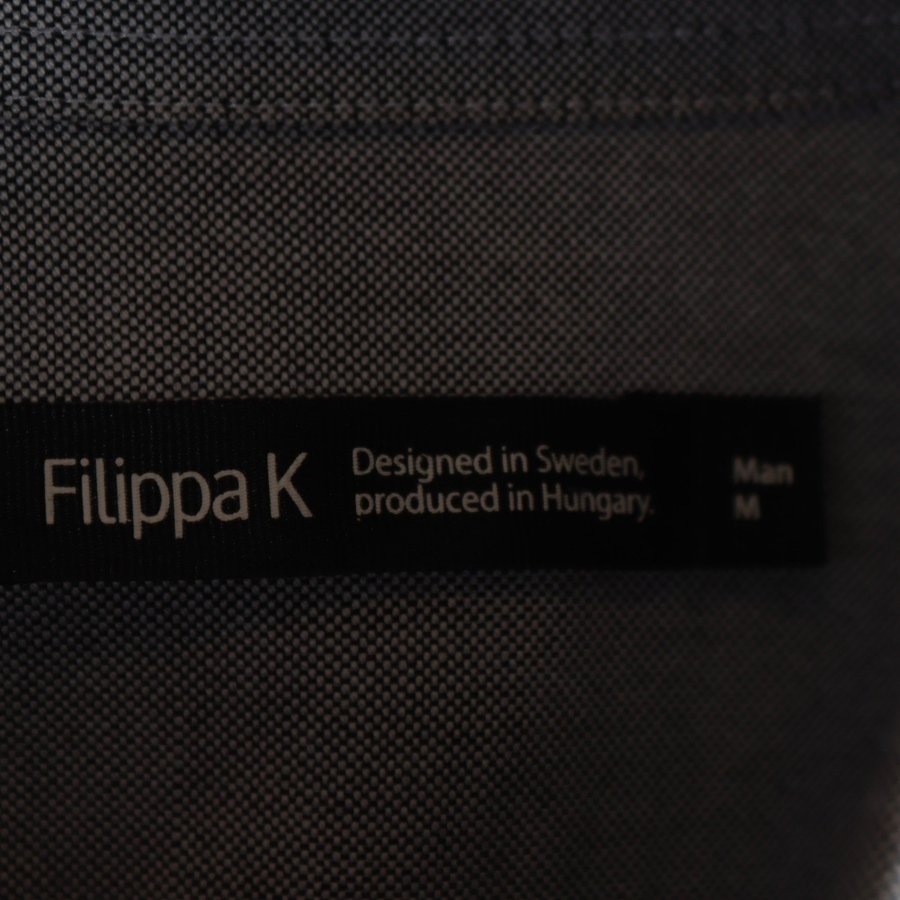 Filippa K
Designed in Sweden,
produced in Hungary.
Man
M